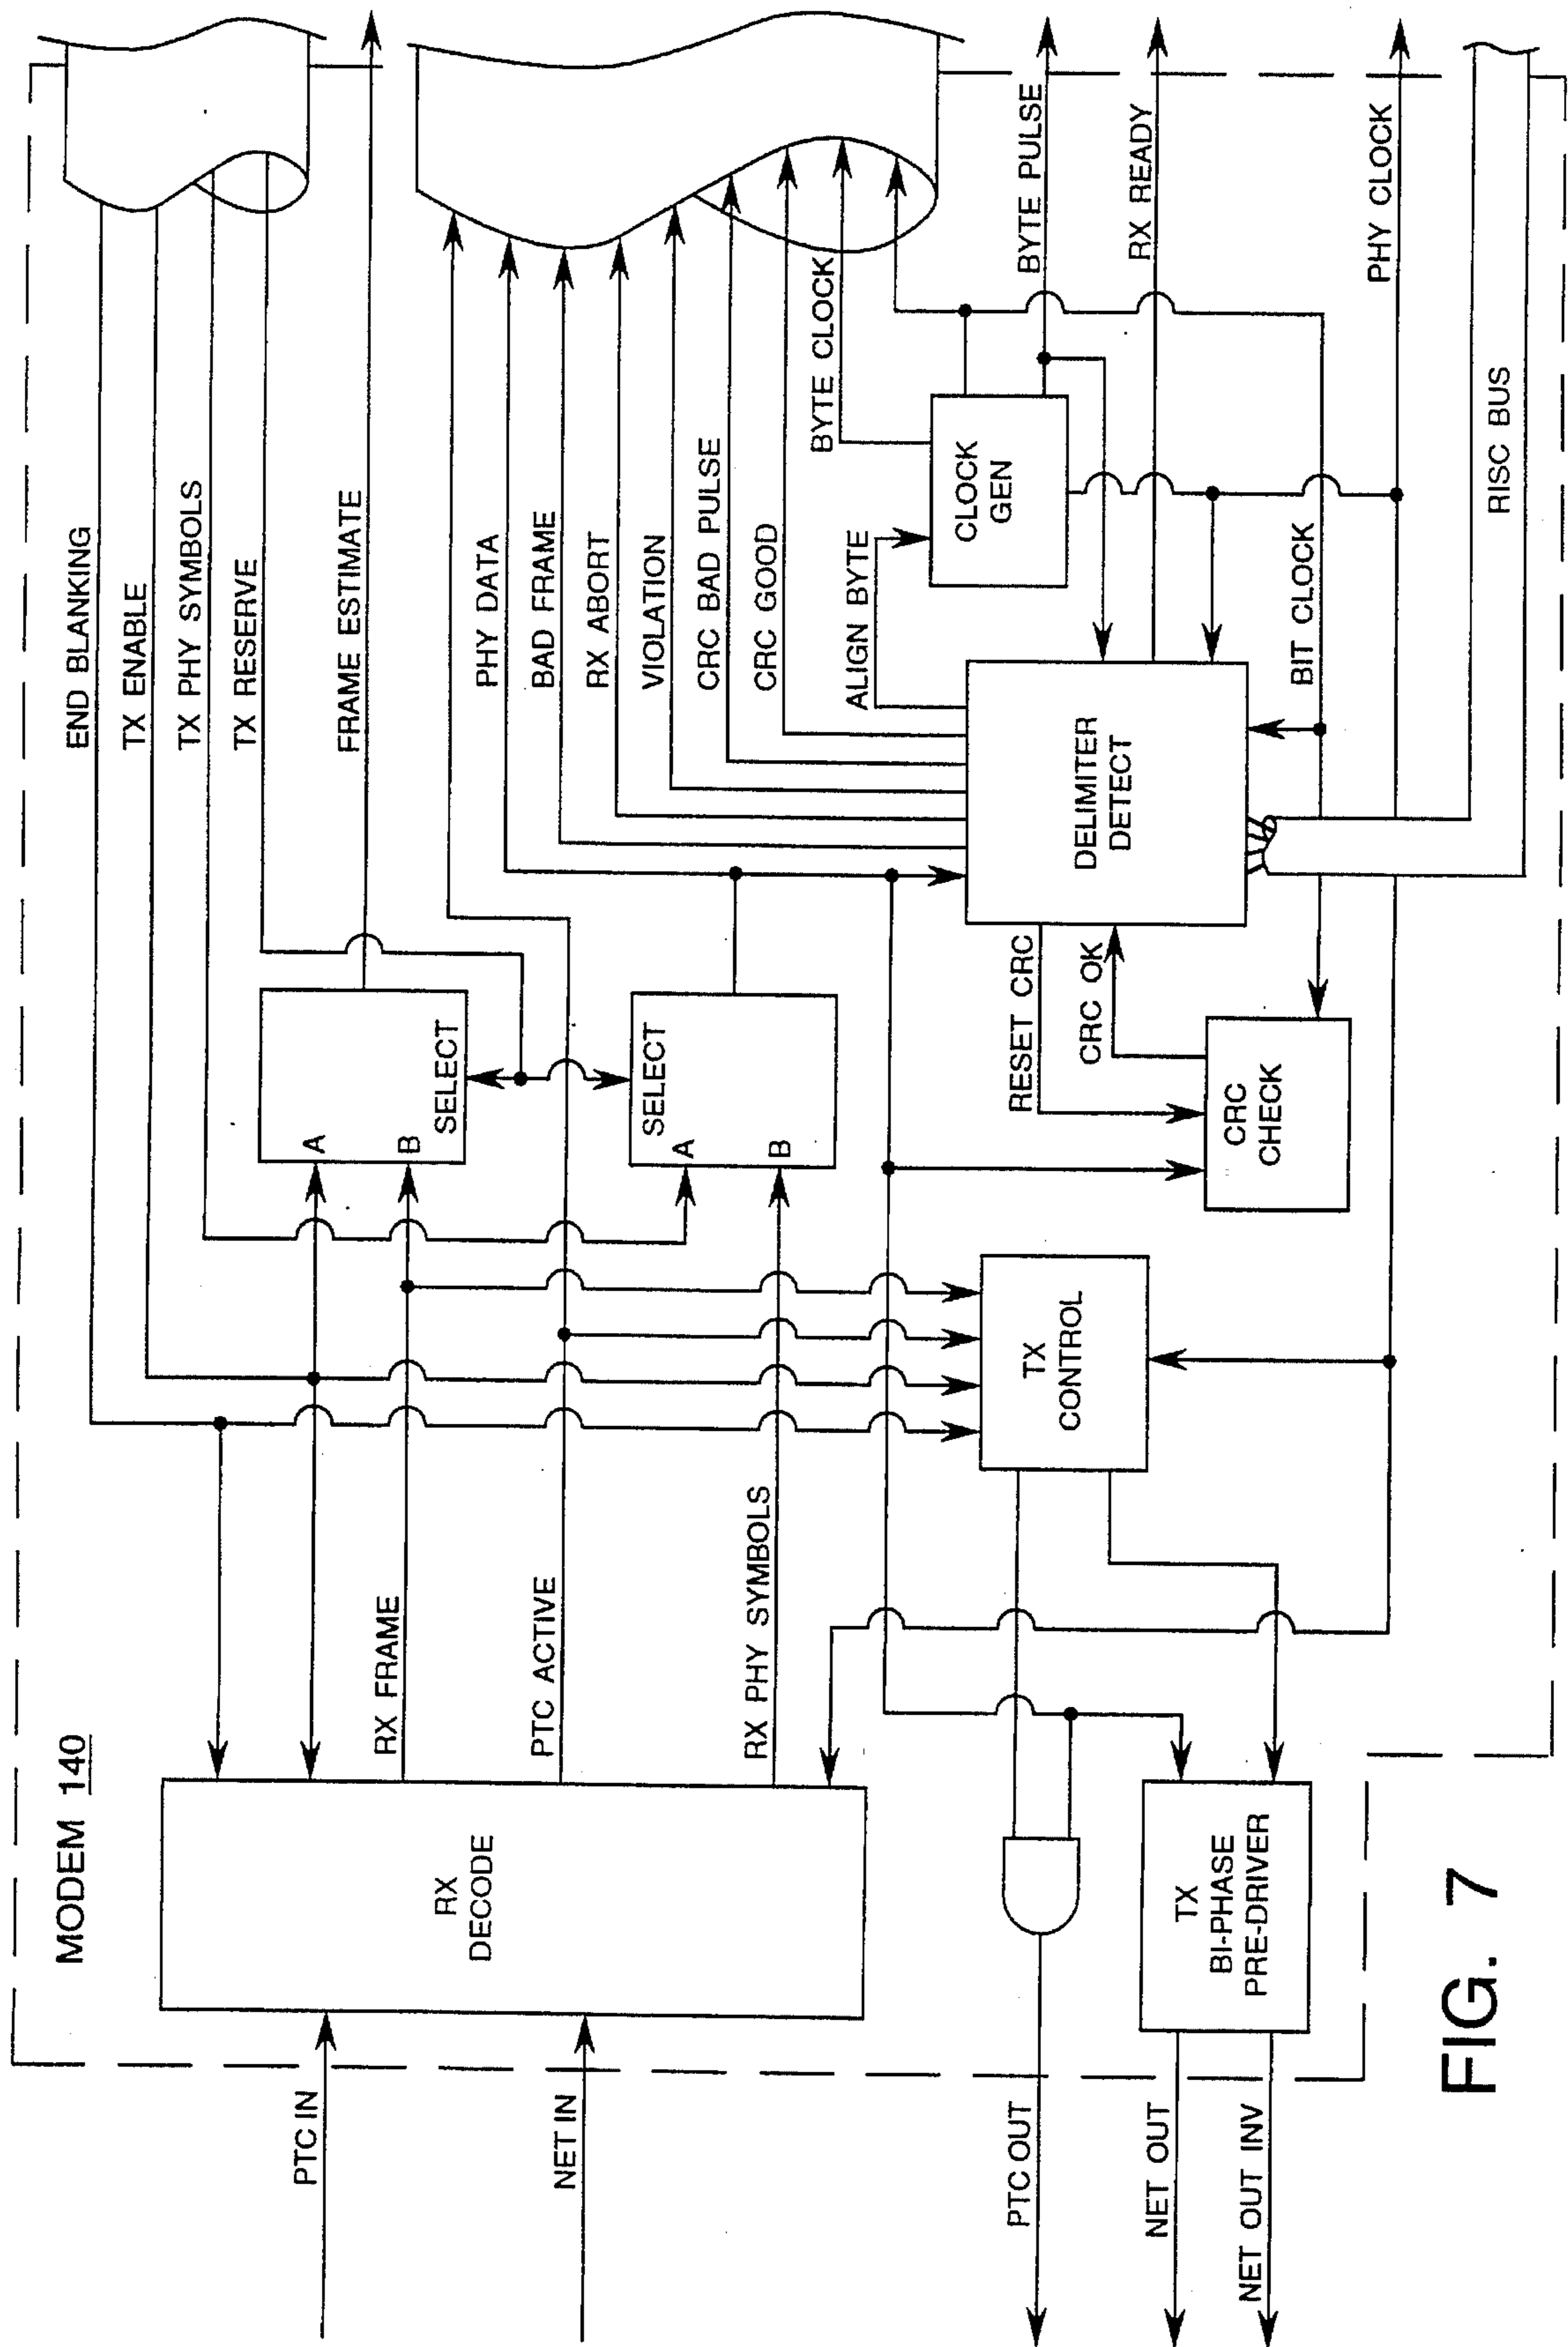 MODEM 140
END BLANKING
TX ENABLE
TX PHY SYMBOLS
TX RESERVE
FRAME ESTIMATE
A
B
SELECT
SELECT
A
B
PTC IN
NET IN
RX
DECODE
RX FRAME
PTC ACTIVE
RX PHY SYMBOLS
PHY DATA
BAD FRAME
RX ABORT
VIOLATION
CRC BAD PULSE
CRC GOOD
BYTE CLOCK
ALIGN BYTE
CLOCK
GEN
BYTE PULSE
RX READY
PHY CLOCK
DELIMITER
DETECT
RESET CRC
CRC OK
CRC
CHECK
BIT CLOCK
RISC BUS
TX
CONTROL
PTC OUT
NET OUT
NET OUT INV
TX
BI-PHASE
PRE-DRIVER
FIG. 7